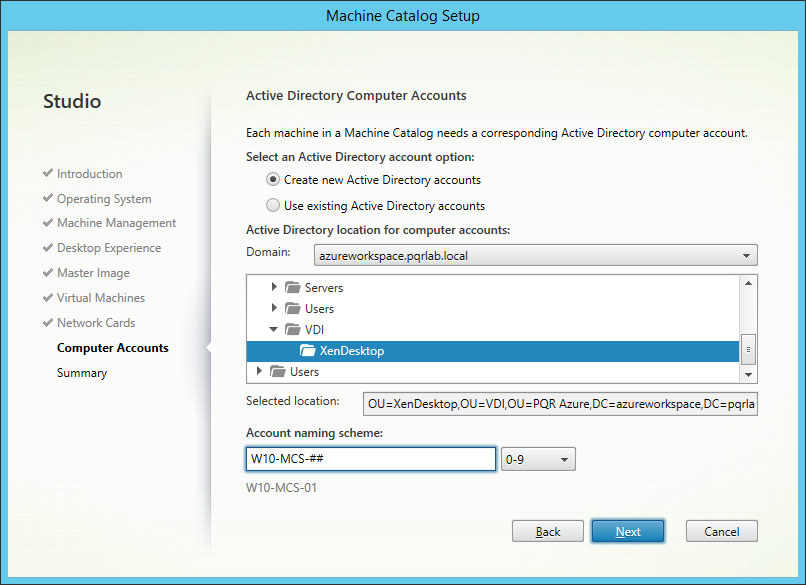 Machine Catalog Setup
Studio
Introduction
Operating System
Machine Management
Desktop Experience
Master Image
Virtual Machines
Network Cards
Computer Accounts
Summary
Active Directory Computer Accounts
Each machine in a Machine Catalog needs a corresponding Active Directory computer account.
Select an Active Directory account option:
Create new Active Directory accounts
Use existing Active Directory accounts
Active Directory location for computer accounts:
Domain: azureworkspace.pqrlab.local
Servers
Users
VDI
XenDesktop
Users
Selected location: OU=XenDesktop,OU=VDI,OU=PQR Azure,DC=azureworkspace,DC=pqrla
Account naming scheme:
W10-MCS-## 0-9
W10-MCS-01
Back Next Cancel